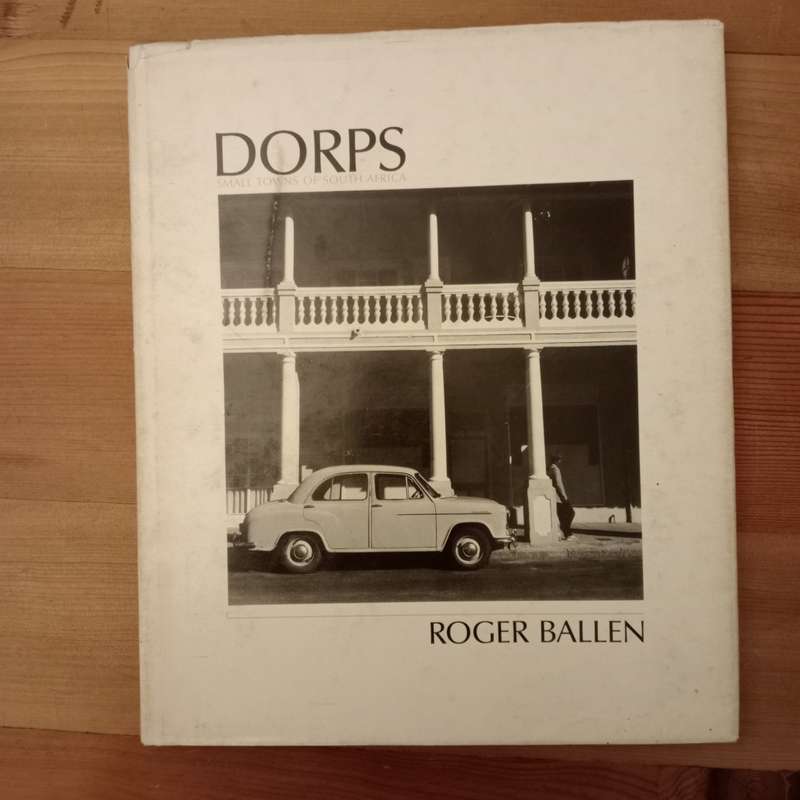 DORPS
SMALL TOWNS OF SOUTH AFRICA
ROGER BALLEN